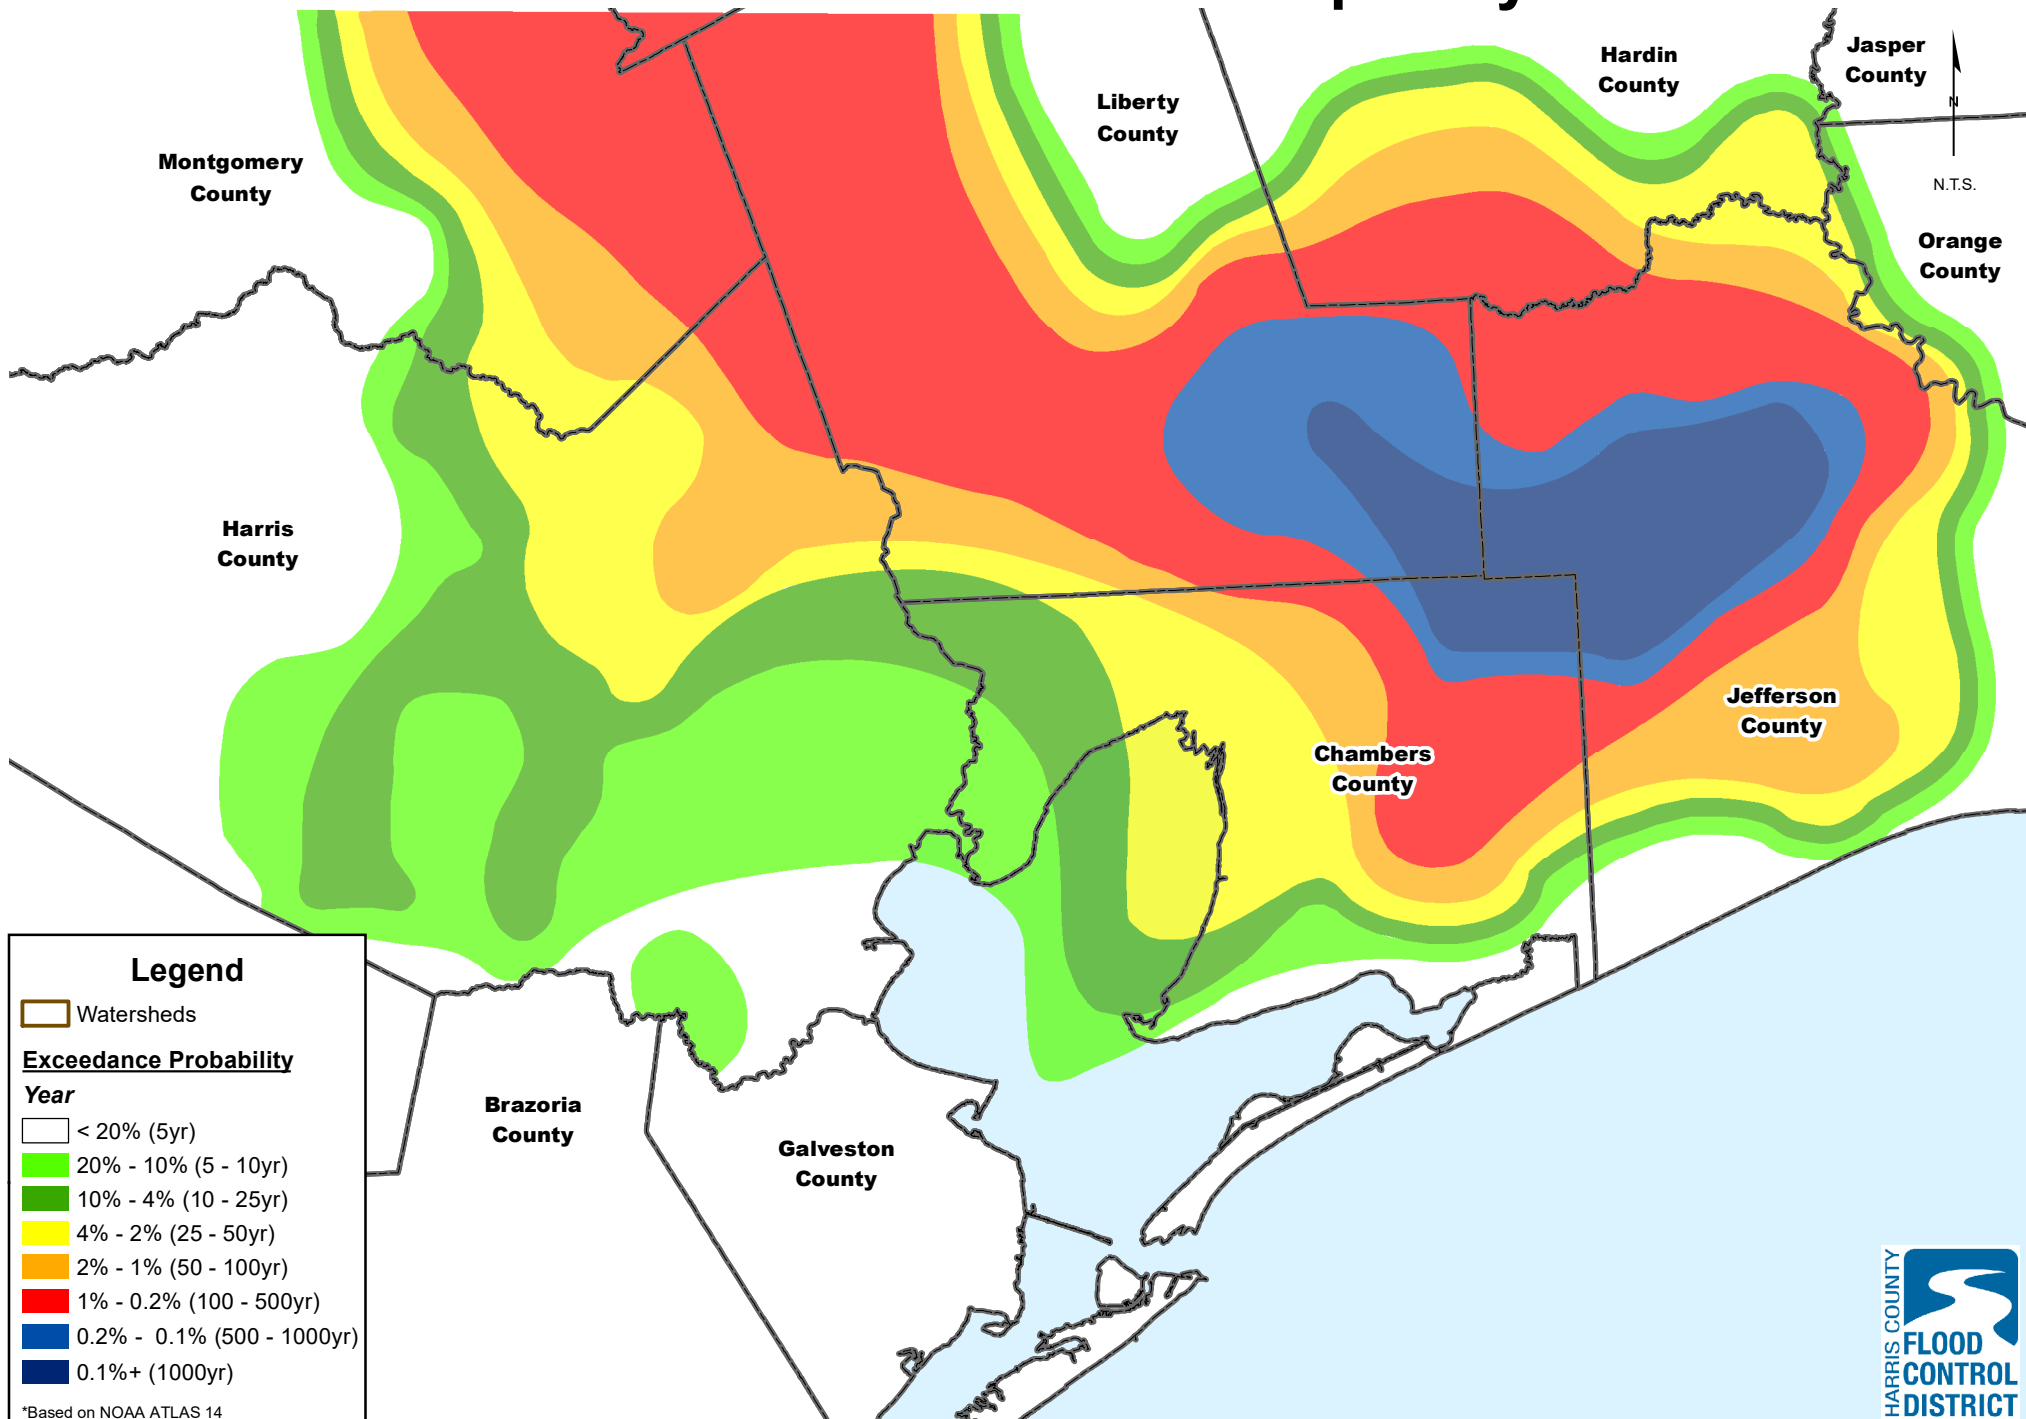 Hardin
County
Jasper
County
Liberty
County
N
Montgomery
County
N.T.S.
Orange
County
Harris
County
Jefferson
County
Chambers
County
Legend
Watersheds
Exceedance Probability
Year
< 20% (5yr)
20% - 10% (5 - 10yr)
10% - 4% (10 - 25yr)
4% - 2% (25 - 50yr)
2% - 1% (50 - 100yr)
1% - 0.2% (100 - 500yr)
0.2% - 0.1% (500 - 1000yr)
0.1%+ (1000yr)
*Based on NOAA ATLAS 14
Brazoria
County
Galveston
County
HARRIS COUNTY
FLOOD
CONTROL
DISTRICT